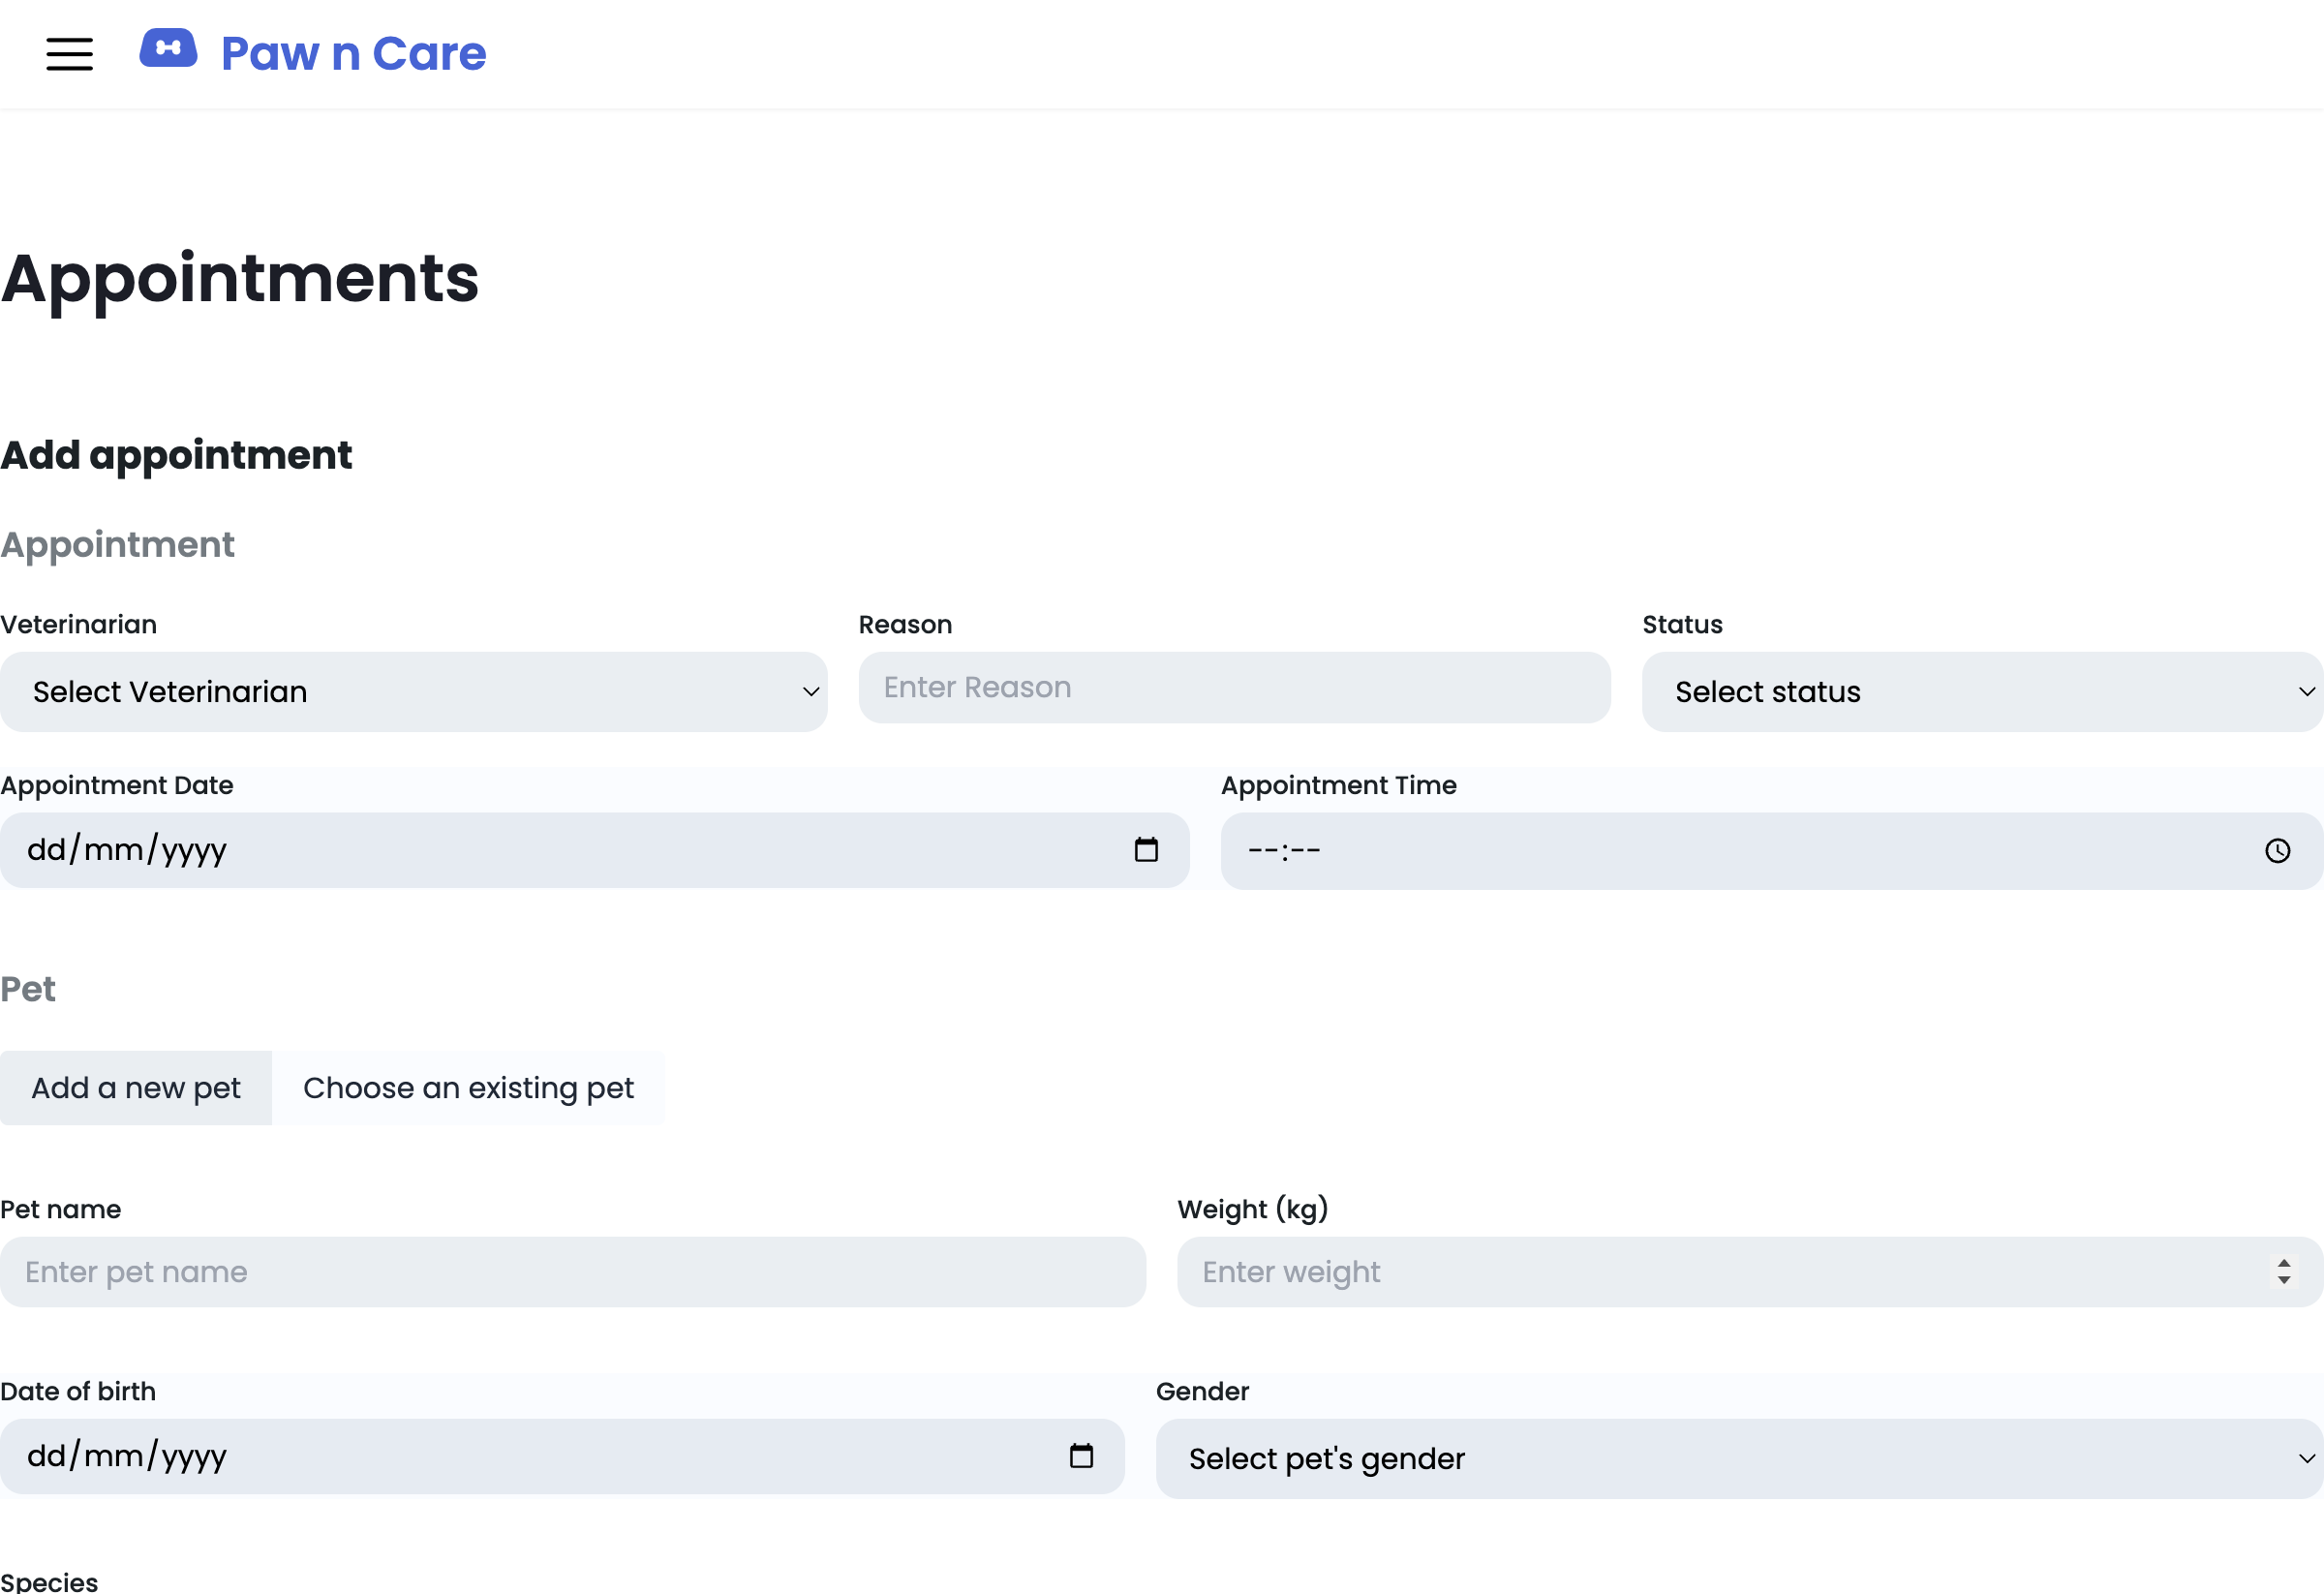 Paw n Care
Appointments
Add appointment
Appointment
Veterinarian
Reason
Status
Select Veterinarian
Enter Reason
Select status
Appointment Date
Appointment Time
dd/mm/yyyy
--:--
Pet
Add a new pet
Choose an existing pet
Pet name
Weight (kg)
Enter pet name
Enter weight
Date of birth
Gender
dd/mm/yyyy
Select pet's gender
Species